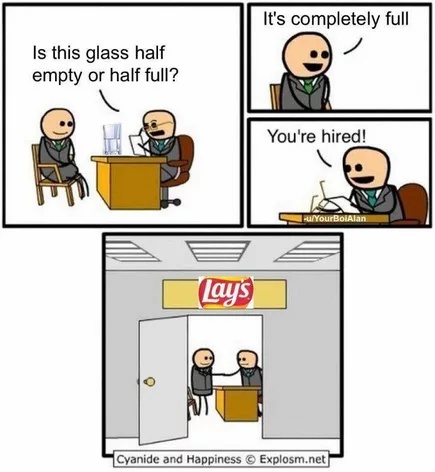 Is this glass half
empty or half full?
It's completely full
You're hired!
-u/YourBoiAlan
Lay's
Cyanide and Happiness © Explosm.net